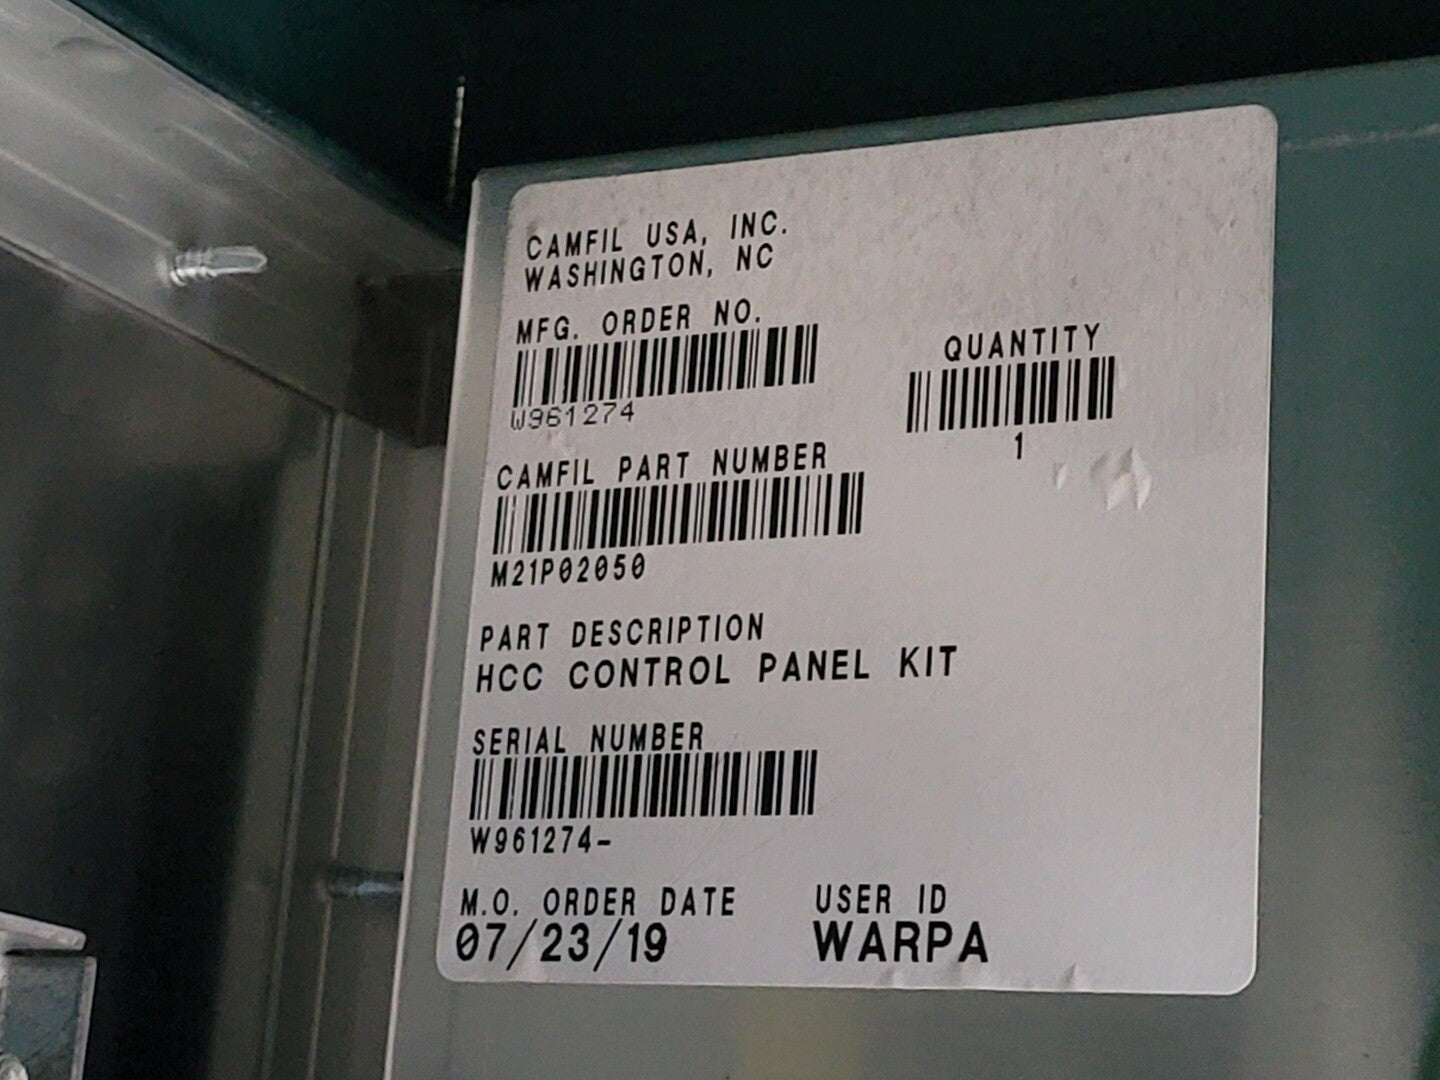 CAMFIL USA, INC.
WASHINGTON, NC
MFG. ORDER NO.
W961274
QUANTITY
1
CAMFIL PART NUMBER
M21P02050
PART DESCRIPTION
HCC CONTROL PANEL KIT
SERIAL NUMBER
W961274-
M.O. ORDER DATE
07/23/19
USER ID
WARPA